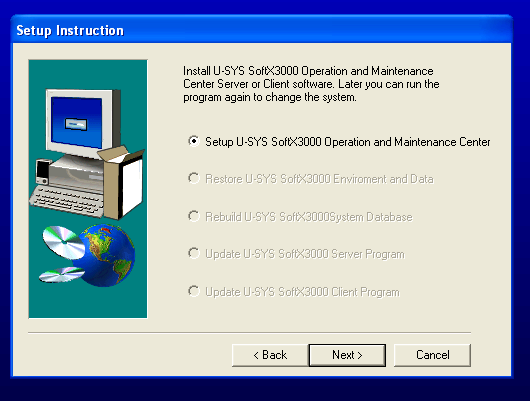 Setup Instruction
Install U-SYS SoftX3000 Operation and Maintenance
Center Server or Client software. Later you can run the
program again to change the system.
Setup U-SYS SoftX3000 Operation and Maintenance Center
Restore U-SYS SoftX3000 Enviroment and Data
Rebuild U-SYS SoftX3000System Database
Update U-SYS SoftX3000 Server Program
Update U-SYS SoftX3000 Client Program
< Back
Next >
Cancel